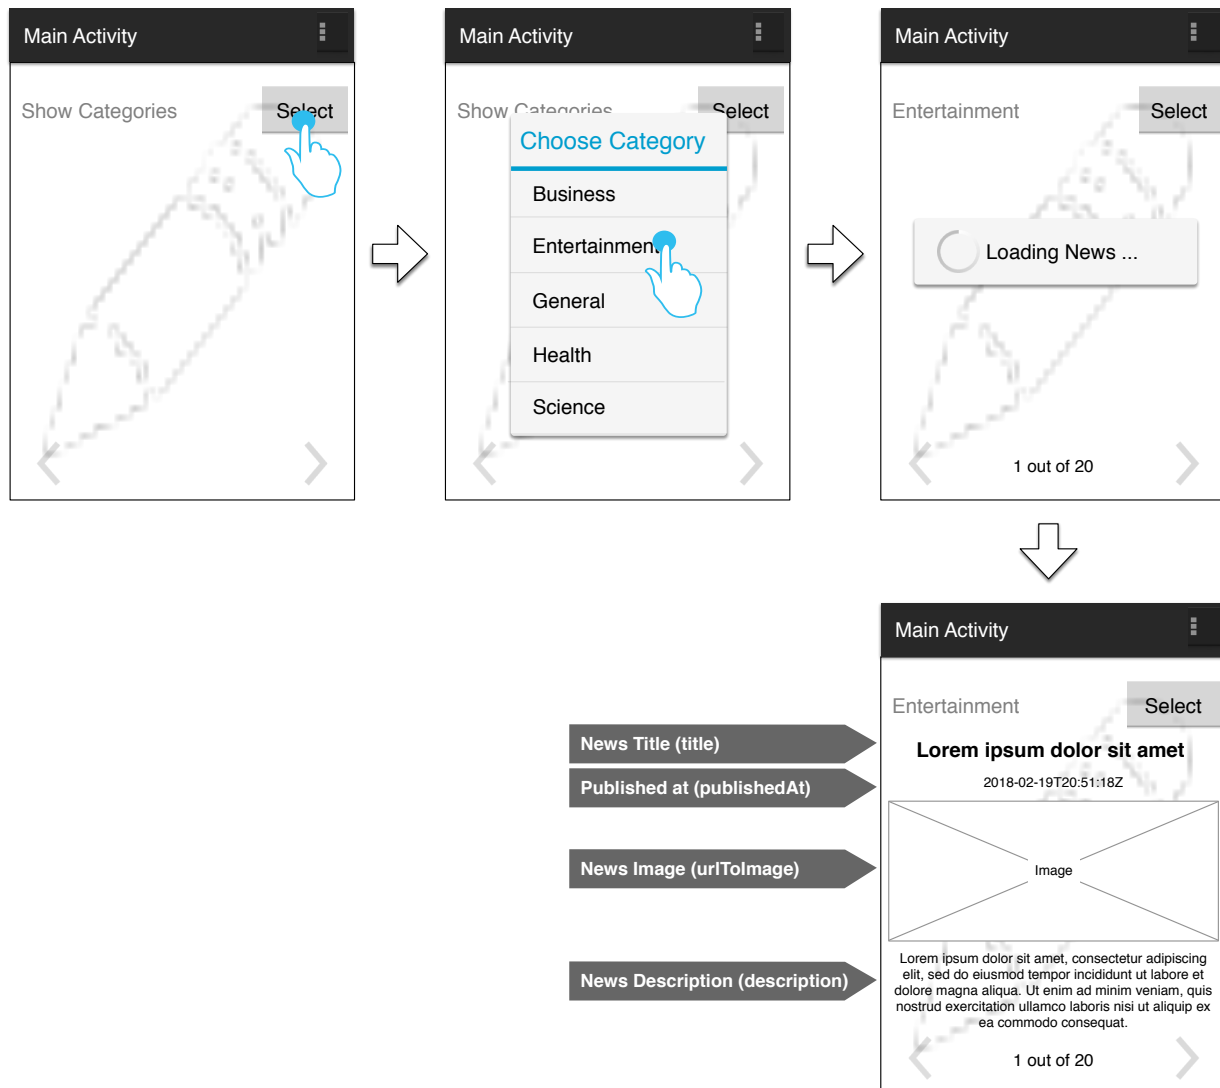 Main Activity
Show Categories
Select
Main Activity
Show Categories
Select
Choose Category
Business
Entertainment
General
Health
Science
Main Activity
Entertainment
Select
Loading News ...
1 out of 20
Main Activity
Entertainment
Select
News Title (title)
Lorem ipsum dolor sit amet
Published at (publishedAt)
2018-02-19T20:51:18Z
News Image (urlToImage)
Image
News Description (description)
Lorem ipsum dolor sit amet, consectetur adipiscing
elit, sed do eiusmod tempor incididunt ut labore et
dolore magna aliqua. Ut enim ad minim veniam, quis
nostrud exercitation ullamco laboris nisi ut aliquip ex
ea commodo consequat.
1 out of 20